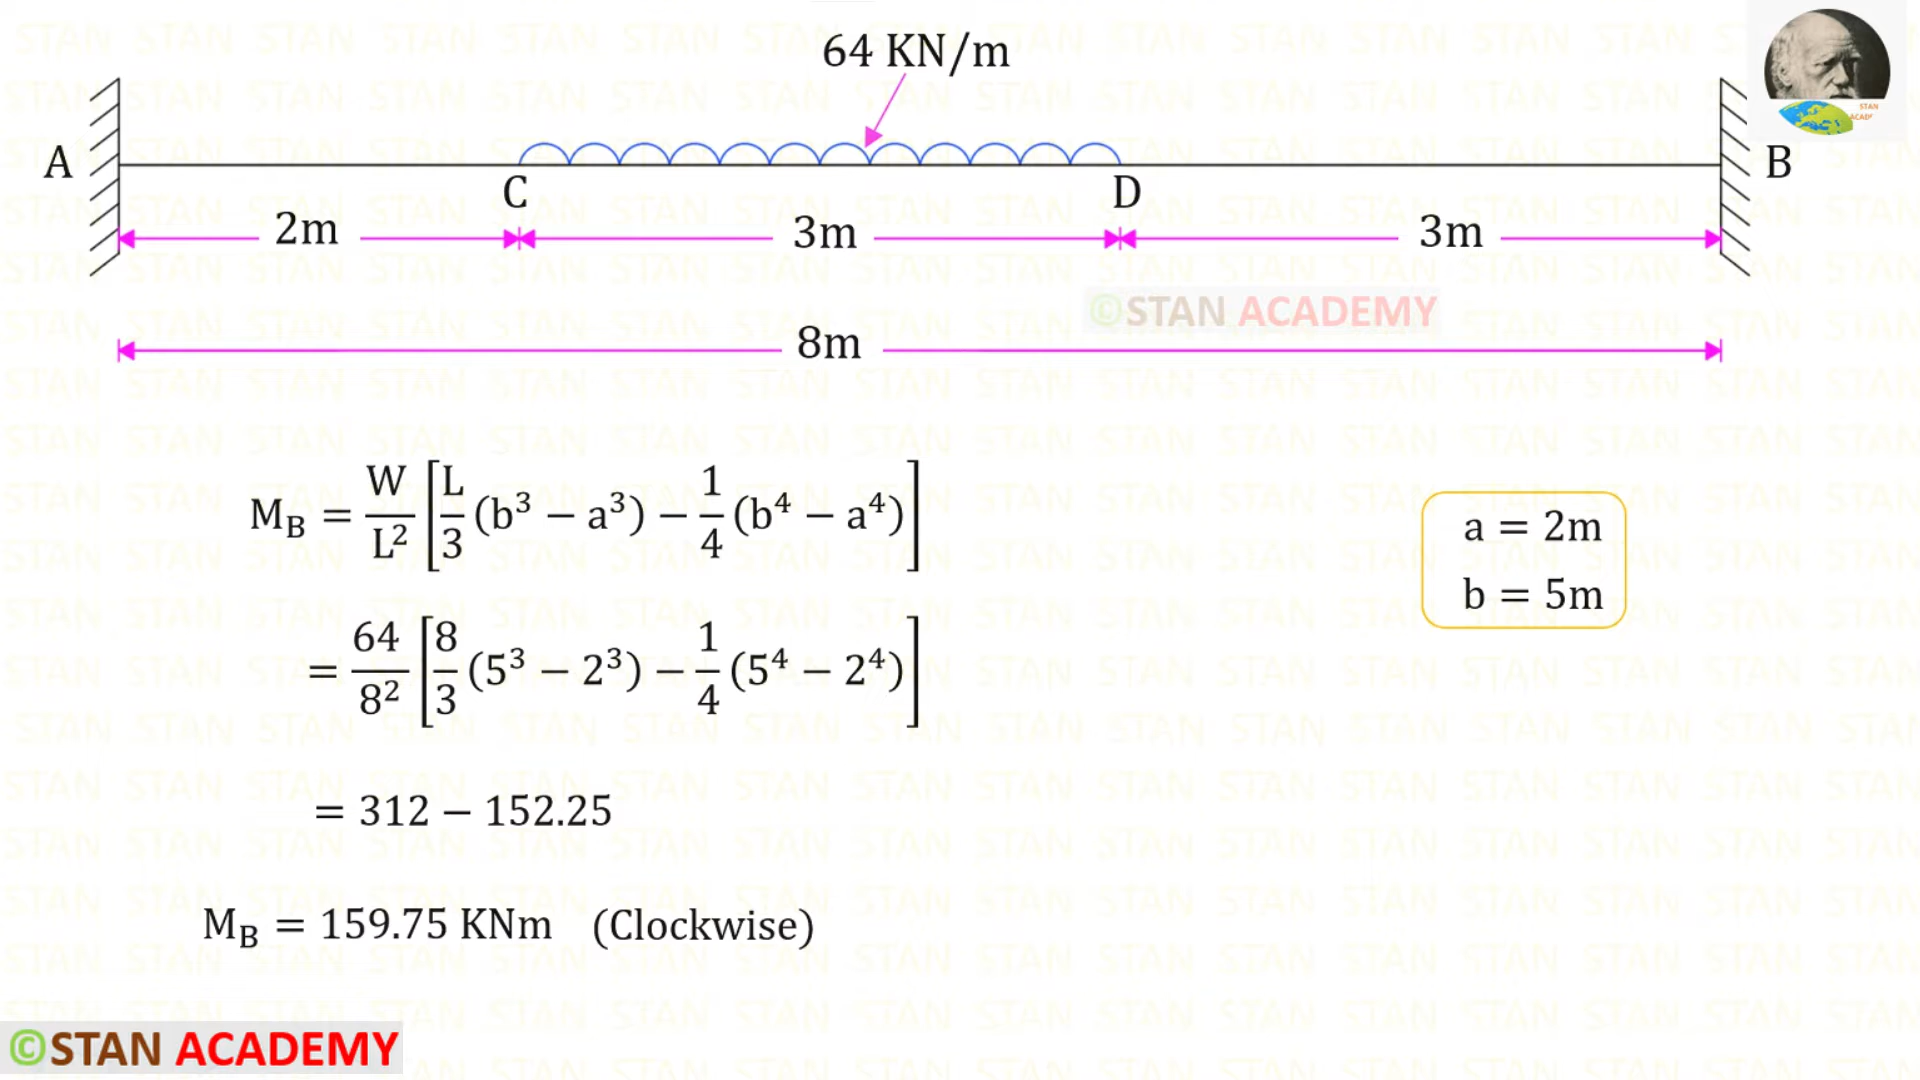 64 KN/m
STAN
ACADE
A
B
C
D
2m
3m
3m
©STAN ACADEMY
8m
M_B = W/L² [L/3 (b³ − a³) − 1/4 (b⁴ − a⁴)]
a = 2m
b = 5m
= 64/8² [8/3 (5³ − 2³) − 1/4 (5⁴ − 2⁴)]
= 312 − 152.25
M_B = 159.75 KNm (Clockwise)
©STAN ACADEMY